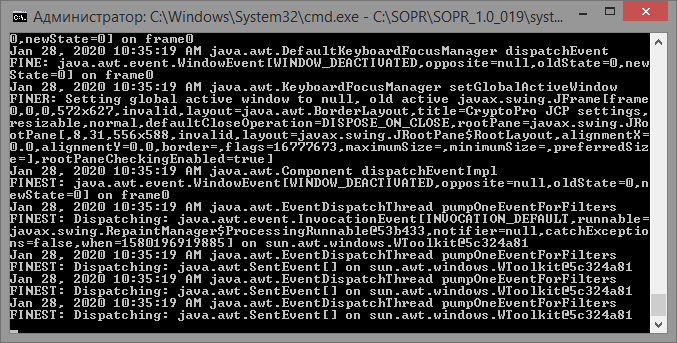 Администратор: C:\Windows\System32\cmd.exe - C:\SOPR\SOPR_1.0_019\syst...
0,newState=0] on frame0
Jan 28, 2020 10:35:19 AM java.awt.DefaultKeyboardFocusManager dispatchEvent
FINE: java.awt.event.WindowEvent[WINDOW_DEACTIVATED,opposite=null,oldState=0,new
State=0] on frame0
Jan 28, 2020 10:35:19 AM java.awt.KeyboardFocusManager setGlobalActiveWindow
FINER: Setting global active window to null, old active javax.swing.JFrame[frame
0,0,0,572x627,invalid,layout=java.awt.BorderLayout,title=CryptoPro JCP settings,
resizable,normal,defaultCloseOperation=DISPOSE_ON_CLOSE,rootPane=javax.swing.JRo
otPane[,8,31,556x588,invalid,layout=javax.swing.JRootPane$RootLayout,alignmentX=
0.0,alignmentY=0.0,border=,flags=16777673,maximumSize=,minimumSize=,preferredSiz
e=],rootPaneCheckingEnabled=true]
Jan 28, 2020 10:35:19 AM java.awt.Component dispatchEventImpl
FINEST: java.awt.event.WindowEvent[WINDOW_DEACTIVATED,opposite=null,oldState=0,n
ewState=0] on frame0
Jan 28, 2020 10:35:19 AM java.awt.EventDispatchThread pumpOneEventForFilters
FINEST: Dispatching: java.awt.event.InvocationEvent[INVOCATION_DEFAULT,runnable=
javax.swing.RepaintManager$ProcessingRunnable@53b433,notifier=null,catchExceptio
ns=false,when=1580196919885] on sun.awt.windows.WToolkit@5c324a81
Jan 28, 2020 10:35:19 AM java.awt.EventDispatchThread pumpOneEventForFilters
FINEST: Dispatching: java.awt.SentEvent[] on sun.awt.windows.WToolkit@5c324a81
Jan 28, 2020 10:35:19 AM java.awt.EventDispatchThread pumpOneEventForFilters
FINEST: Dispatching: java.awt.SentEvent[] on sun.awt.windows.WToolkit@5c324a81
Jan 28, 2020 10:35:19 AM java.awt.EventDispatchThread pumpOneEventForFilters
FINEST: Dispatching: java.awt.SentEvent[] on sun.awt.windows.WToolkit@5c324a81